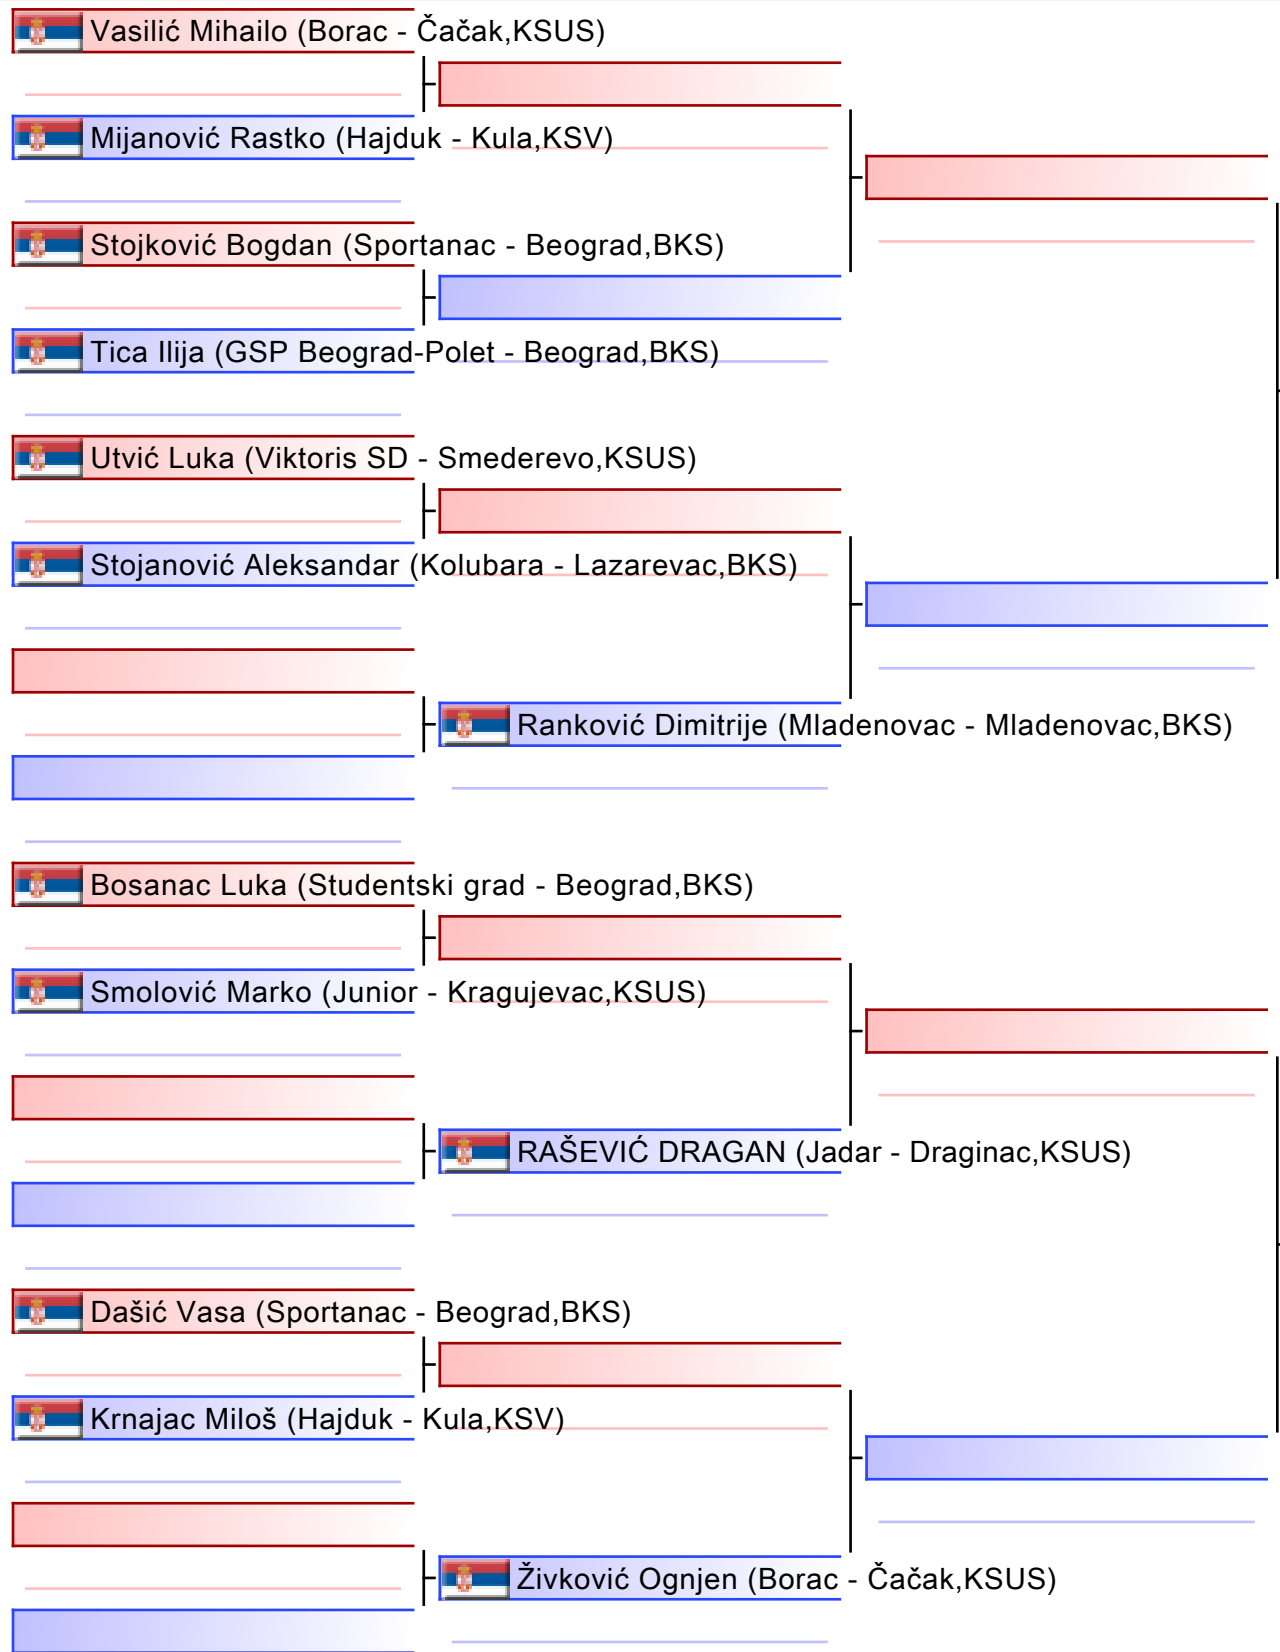 Vasilić Mihailo (Borac - Čačak,KSUS)
Mijanović Rastko (Hajduk - Kula,KSV)
Stojković Bogdan (Sportanac - Beograd,BKS)
Tica Ilija (GSP Beograd-Polet - Beograd,BKS)
Utvić Luka (Viktoris SD - Smederevo,KSUS)
Stojanović Aleksandar (Kolubara - Lazarevac,BKS)
Ranković Dimitrije (Mladenovac - Mladenovac,BKS)
Bosanac Luka (Studentski grad - Beograd,BKS)
Smolović Marko (Junior - Kragujevac,KSUS)
RAŠEVIĆ DRAGAN (Jadar - Draginac,KSUS)
Dašić Vasa (Sportanac - Beograd,BKS)
Krnajac Miloš (Hajduk - Kula,KSV)
Živković Ognjen (Borac - Čačak,KSUS)